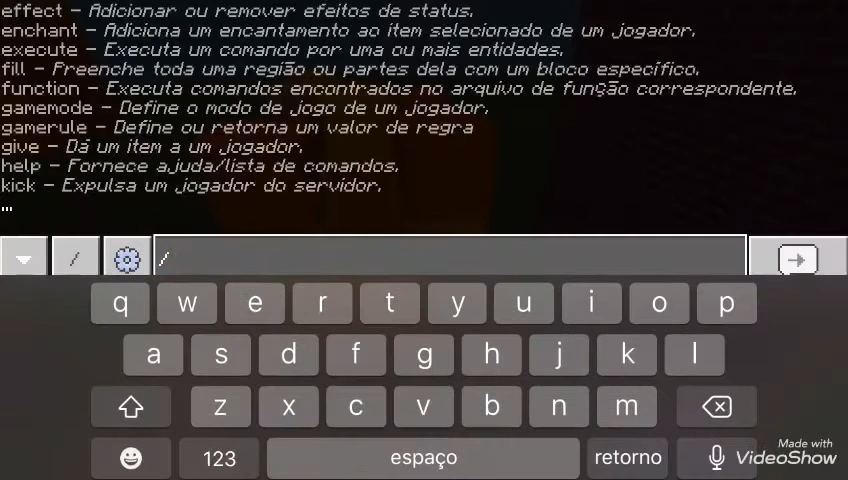 effect - Adicionar ou remover efeitos de status.
enchant - Adiciona um encantamento ao item selecionado de um jogador.
execute - Executa um comando por uma ou mais entidades.
fill - Preenche toda uma região ou partes dela com um bloco específico.
function - Executa comandos encontrados no arquivo de função correspondente.
gamemode - Define o modo de jogo de um jogador.
gamerule - Define ou retorna um valor de regra
give - Dá um item a um jogador.
help - Fornece ajuda/lista de comandos.
kick - Expulsa um jogador do servidor.
...
/ /
q w e r t y u i o p
a s d f g h j k l
z x c v b n m
123 espaço retorno
Made with
VideoShow